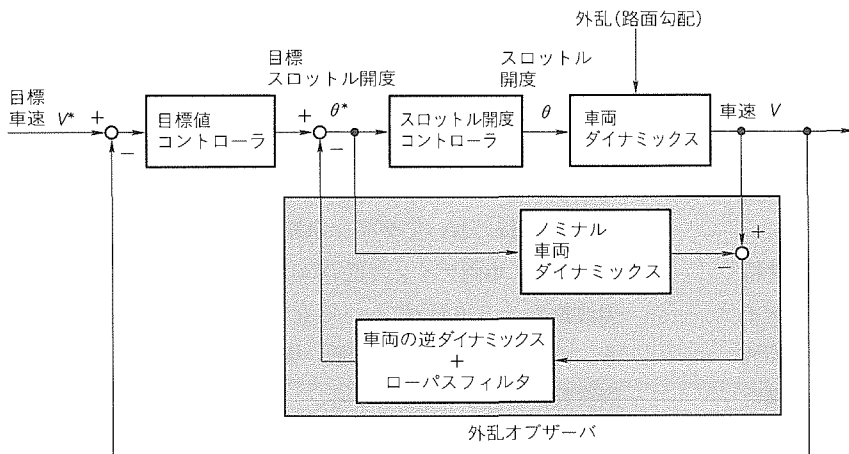 外乱(路面勾配)
目標
スロットル開度
スロットル
開度
目標
車速 V*
+
−
目標値
コントローラ
+
−
θ*
スロットル開度
コントローラ
θ
車両
ダイナミックス
車速 V
ノミナル
車両
ダイナミックス
+
−
車両の逆ダイナミックス
+
ローパスフィルタ
外乱オブザーバ